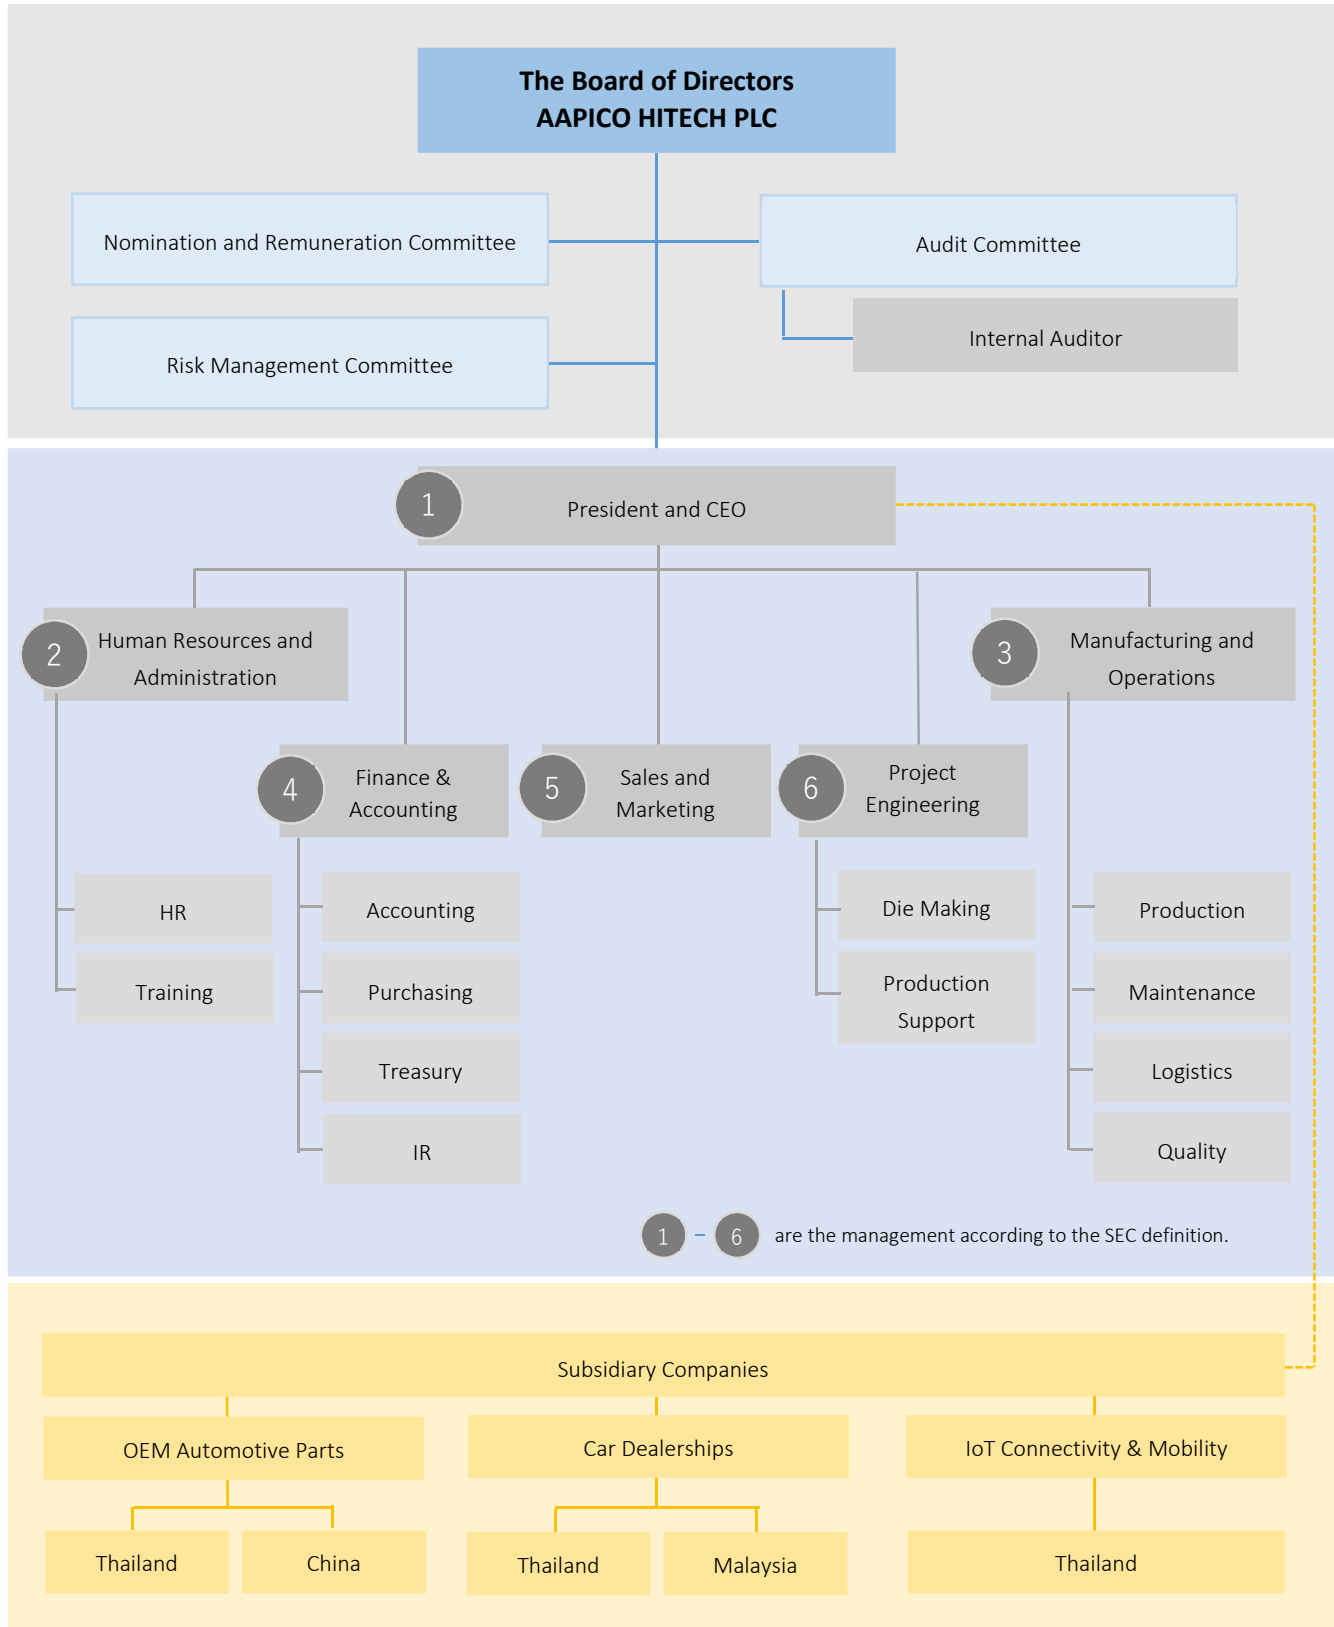 The Board of Directors
AAPICO HITECH PLC
Nomination and Remuneration Committee
Audit Committee
Internal Auditor
Risk Management Committee
1
President and CEO
2
Human Resources and
Administration
3
Manufacturing and
Operations
4
Finance &
Accounting
5
Sales and
Marketing
6
Project
Engineering
HR
Training
Accounting
Purchasing
Treasury
IR
Die Making
Production
Support
Production
Maintenance
Logistics
Quality
1 – 6 are the management according to the SEC definition.
Subsidiary Companies
OEM Automotive Parts
Car Dealerships
IoT Connectivity & Mobility
Thailand
China
Thailand
Malaysia
Thailand